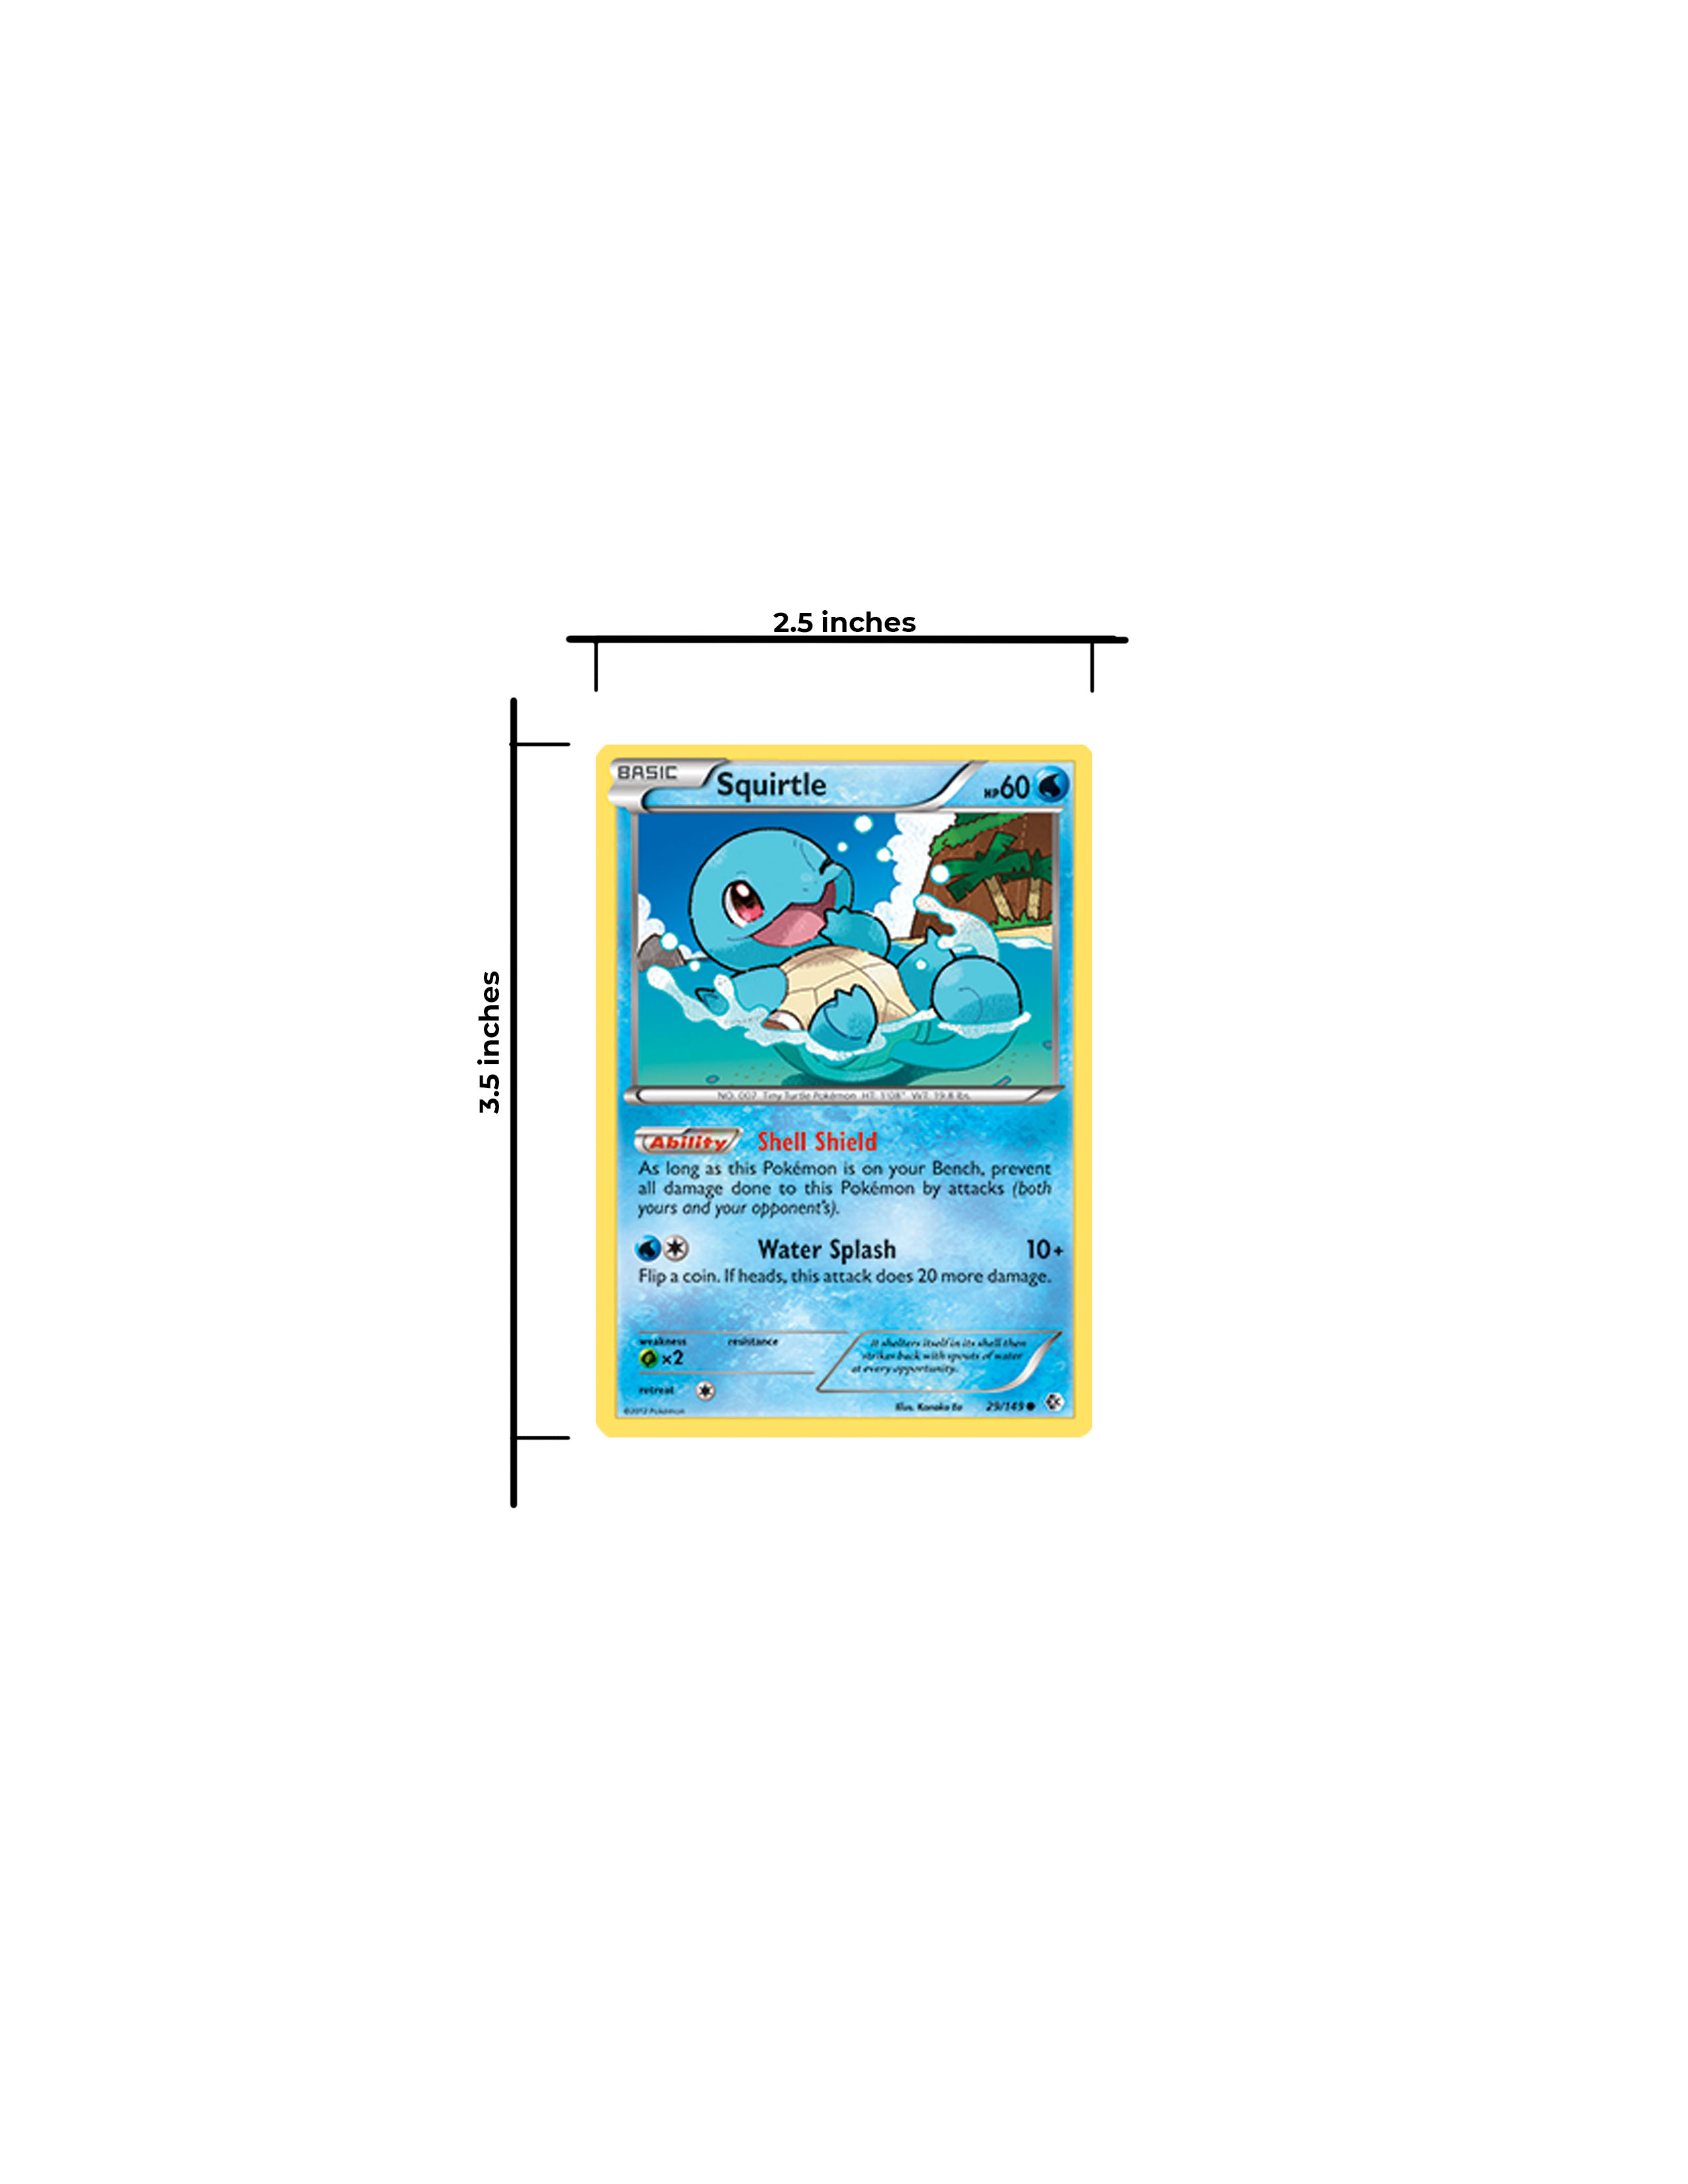 2.5 inches
3.5 inches
BASIC
Squirtle
HP60
NO. 007 Tiny Turtle Pokémon HT: 1'08" WT: 19.8 lbs.
Ability Shell Shield
As long as this Pokémon is on your Bench, prevent
all damage done to this Pokémon by attacks (both
yours and your opponent's).
Water Splash 10+
Flip a coin. If heads, this attack does 20 more damage.
weakness resistance
×2
It shelters itself in its shell then
strikes back with spouts of water
at every opportunity.
retreat
©2012 Pokémon
Illus. Kanako Eo 29/149